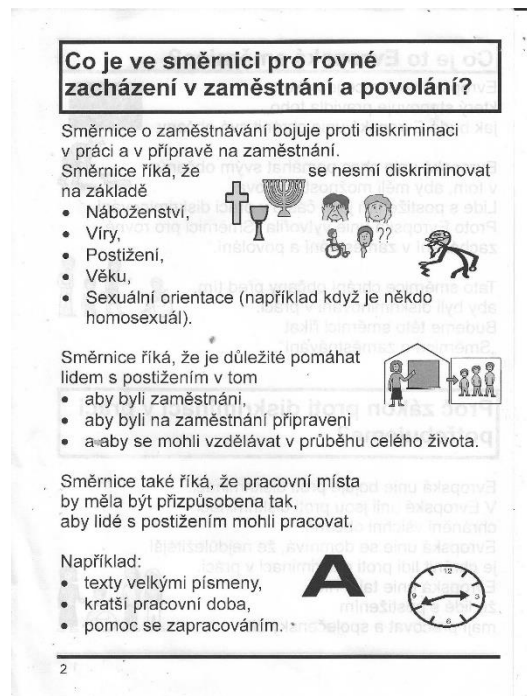 Co je ve směrnici pro rovné
zacházení v zaměstnání a povolání?
Směrnice o zaměstnávání bojuje proti diskriminaci
v práci a v přípravě na zaměstnání.
Směrnice říká, že se nesmí diskriminovat
na základě
• Náboženství,
• Víry,
• Postižení,
• Věku,
• Sexuální orientace (například když je někdo
homosexuál).
??
Směrnice říká, že je důležité pomáhat
lidem s postižením v tom
• aby byli zaměstnáni,
• aby byli na zaměstnání připraveni
• a aby se mohli vzdělávat v průběhu celého života.
Směrnice také říká, že pracovní místa
by měla být přizpůsobena tak,
aby lidé s postižením mohli pracovat.
Například:
• texty velkými písmeny,
• kratší pracovní doba,
• pomoc se zapracováním.
A
12
3
6
9
2